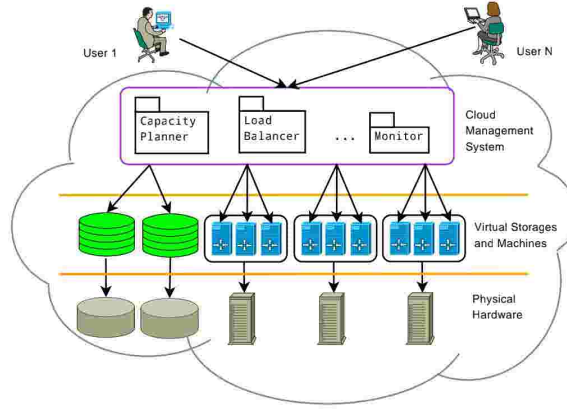 User 1
User N
Capacity
Planner
Load
Balancer
...
Monitor
Cloud
Management
System
Virtual Storages
and Machines
Physical
Hardware